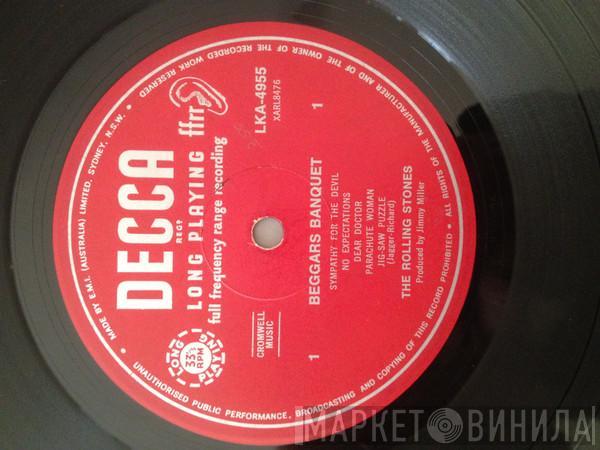 MADE BY E.M.I. (AUSTRALIA) LIMITED, SYDNEY, N.S.W. • ALL RIGHTS OF THE MANUFACTURER AND OF THE OWNER OF THE RECORDED WORK RESERVED
UNAUTHORISED PUBLIC PERFORMANCE, BROADCASTING AND COPYING OF THIS RECORD PROHIBITED •
DECCA
REGD
LONG PLAYING ffrr
full frequency range recording
LONG
33⅓
RPM
PLAYING
CROMWELL
MUSIC
LKA-4955
XARL8476
1
1
BEGGARS BANQUET
SYMPATHY FOR THE DEVIL
NO EXPECTATIONS
DEAR DOCTOR
PARACHUTE WOMAN
JIG-SAW PUZZLE
(Jagger-Richard)
THE ROLLING STONES
Produced by Jimmy Miller
МАРКЕТ ВИНИЛА